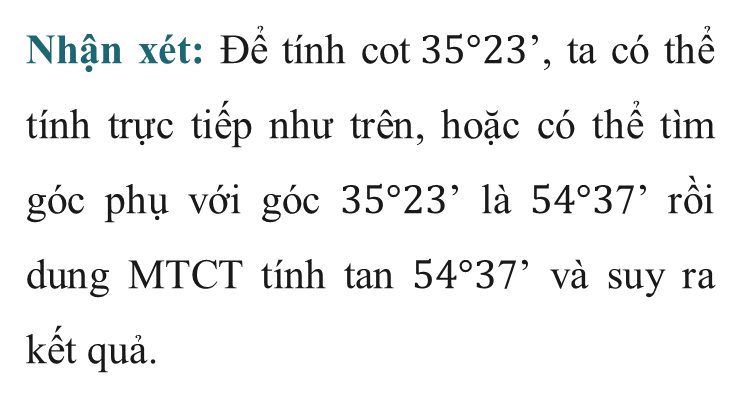 Nhận xét: Để tính cot 35°23’, ta có thể
tính trực tiếp như trên, hoặc có thể tìm
góc phụ với góc 35°23’ là 54°37’ rồi
dung MTCT tính tan 54°37’ và suy ra
kết quả.